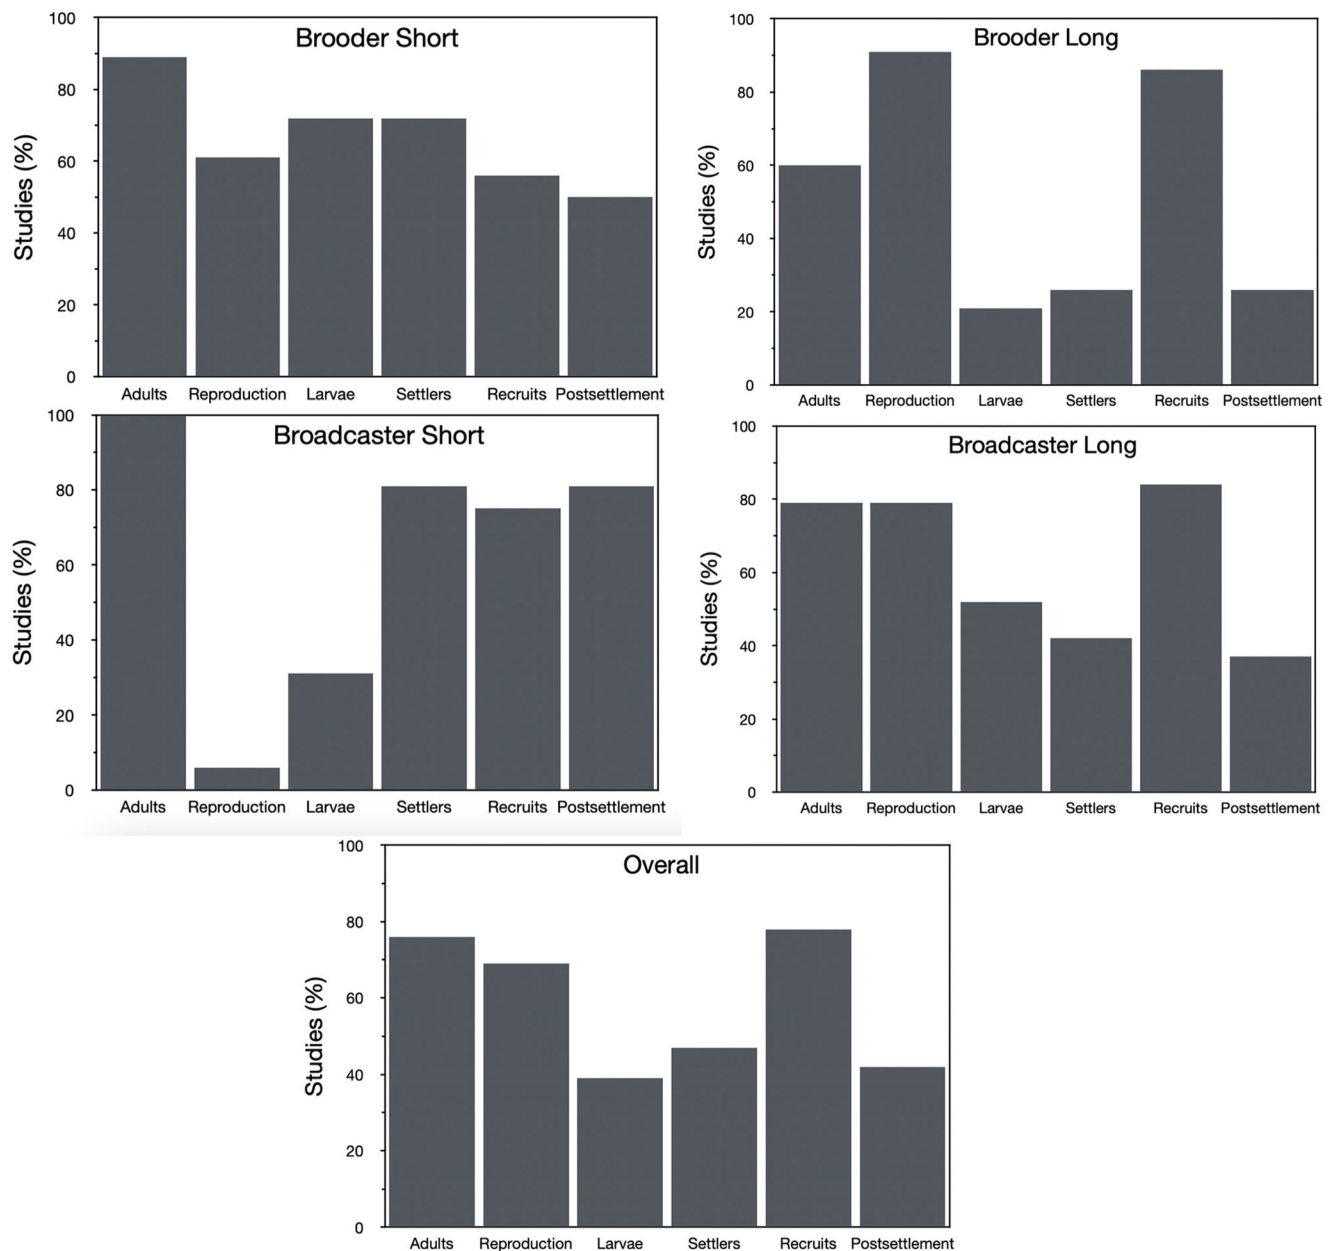 Brooder Short
Studies (%)
100
80
60
40
20
0
Adults Reproduction Larvae Settlers Recruits Postsettlement
Brooder Long
Studies (%)
100
80
60
40
20
0
Adults Reproduction Larvae Settlers Recruits Postsettlement
Broadcaster Short
Studies (%)
100
80
60
40
20
0
Adults Reproduction Larvae Settlers Recruits Postsettlement
Broadcaster Long
Studies (%)
100
80
60
40
20
0
Adults Reproduction Larvae Settlers Recruits Postsettlement
Overall
Studies (%)
100
80
60
40
20
0
Adults Reproduction Larvae Settlers Recruits Postsettlement